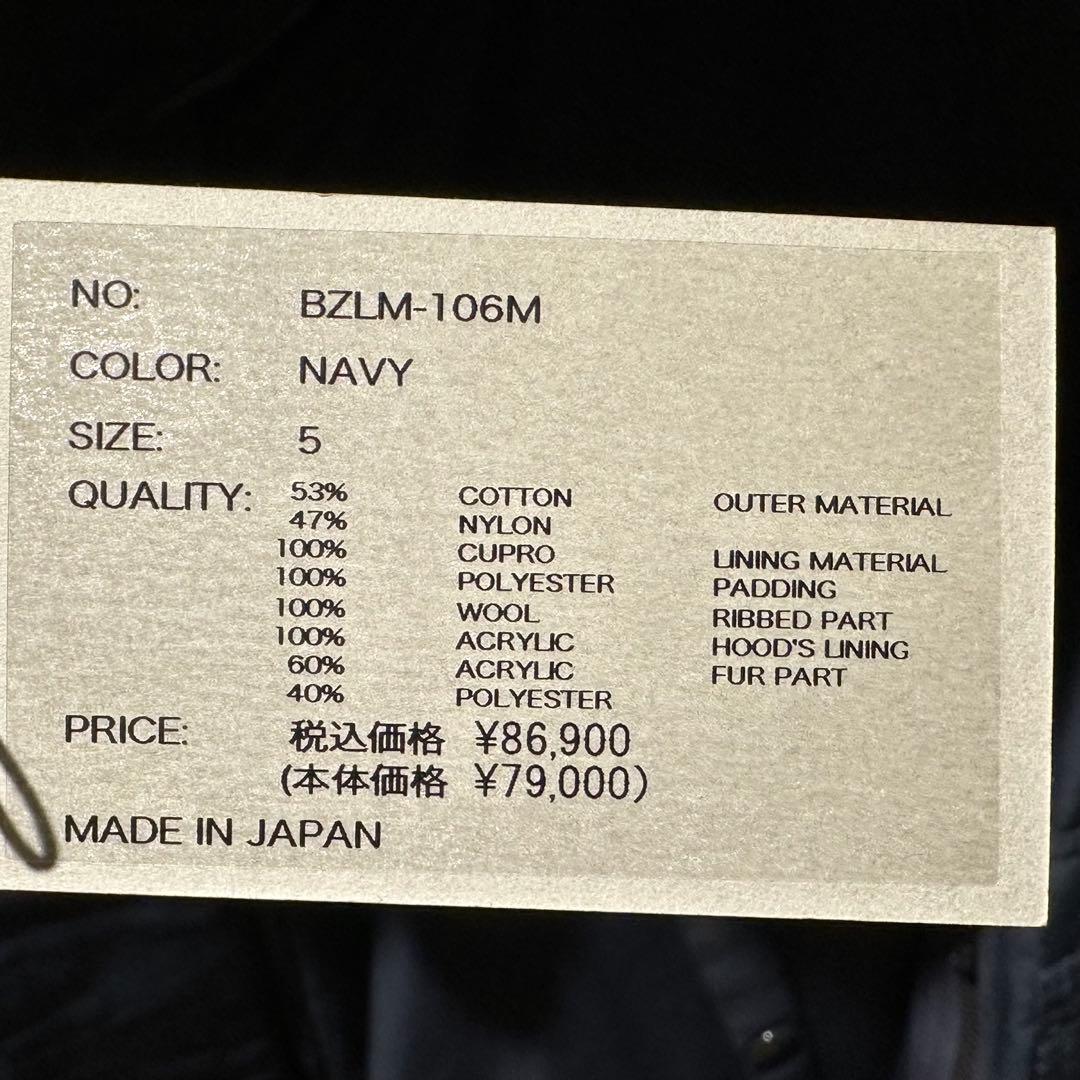 NO: BZLM-106M
COLOR: NAVY
SIZE: 5
QUALITY: 53% COTTON OUTER MATERIAL
47% NYLON
100% CUPRO LINING MATERIAL
100% POLYESTER PADDING
100% WOOL RIBBED PART
100% ACRYLIC HOOD'S LINING
60% ACRYLIC FUR PART
40% POLYESTER
PRICE: 税込価格 ¥86,900
(本体価格 ¥79,000)
MADE IN JAPAN